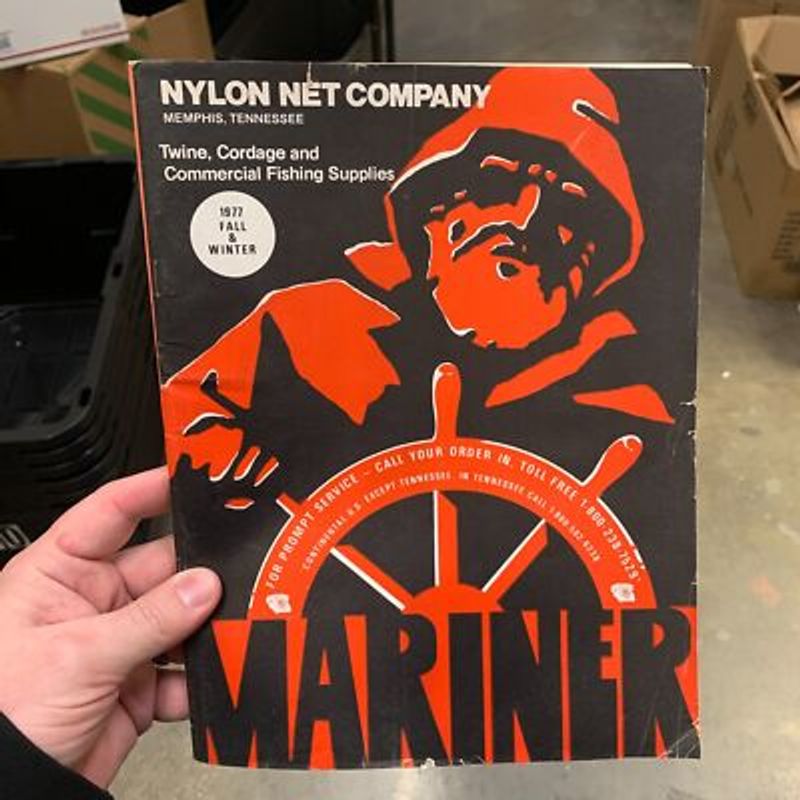 NYLON NET COMPANY
MEMPHIS, TENNESSEE
Twine, Cordage and
Commercial Fishing Supplies
1977
FALL
&
WINTER
FOR PROMPT SERVICE – CALL YOUR ORDER IN. TOLL FREE 1-800-238-7529
CONTINENTAL U.S. EXCEPT TENNESSEE. IN TENNESSEE CALL
MARINER